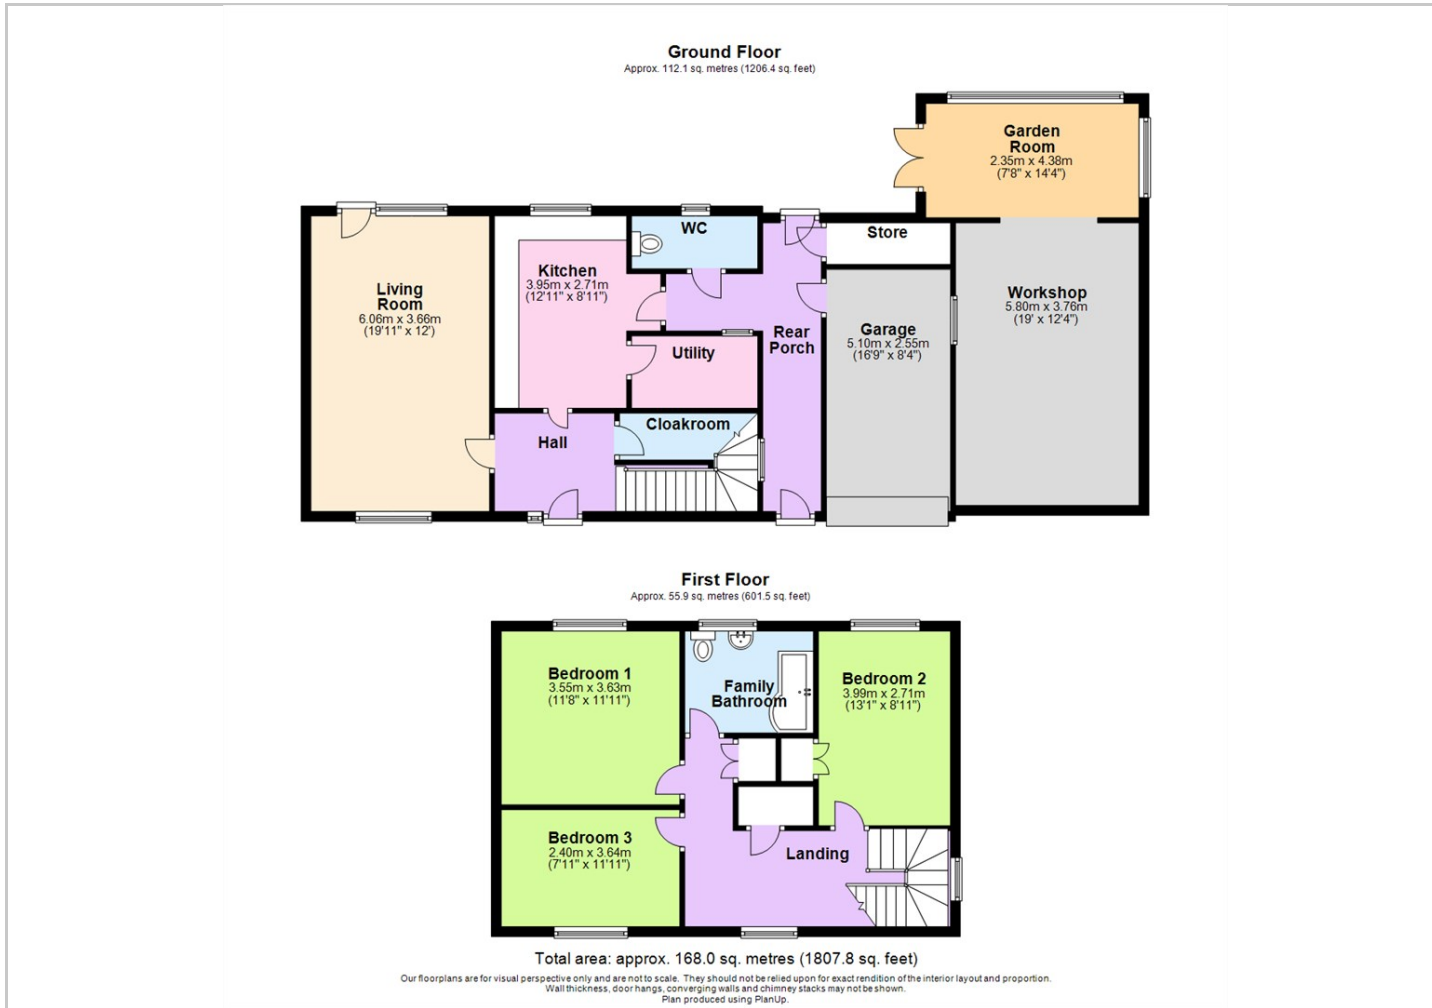 Ground Floor
Approx. 112.1 sq. metres (1206.4 sq. feet)
Garden
Room
2.35m x 4.38m
(7'8" x 14'4")
WC
Store
Kitchen
3.95m x 2.71m
(12'11" x 8'11")
Living
Room
6.06m x 3.66m
(19'11" x 12')
Workshop
5.80m x 3.76m
(19' x 12'4")
Garage
5.10m x 2.55m
(16'9" x 8'4")
Rear
Porch
Utility
Cloakroom
Hall
First Floor
Approx. 55.9 sq. metres (601.5 sq. feet)
Bedroom 1
3.55m x 3.63m
(11'8" x 11'11")
Family
Bathroom
Bedroom 2
3.99m x 2.71m
(13'1" x 8'11")
Bedroom 3
2.40m x 3.64m
(7'11" x 11'11")
Landing
Total area: approx. 168.0 sq. metres (1807.8 sq. feet)
Our floorplans are for visual perspective only and are not to scale. They should not be relied upon for exact rendition of the interior layout and proportion.
Wall thickness, door hangs, converging walls and chimney stacks may not be shown.
Plan produced using PlanUp.